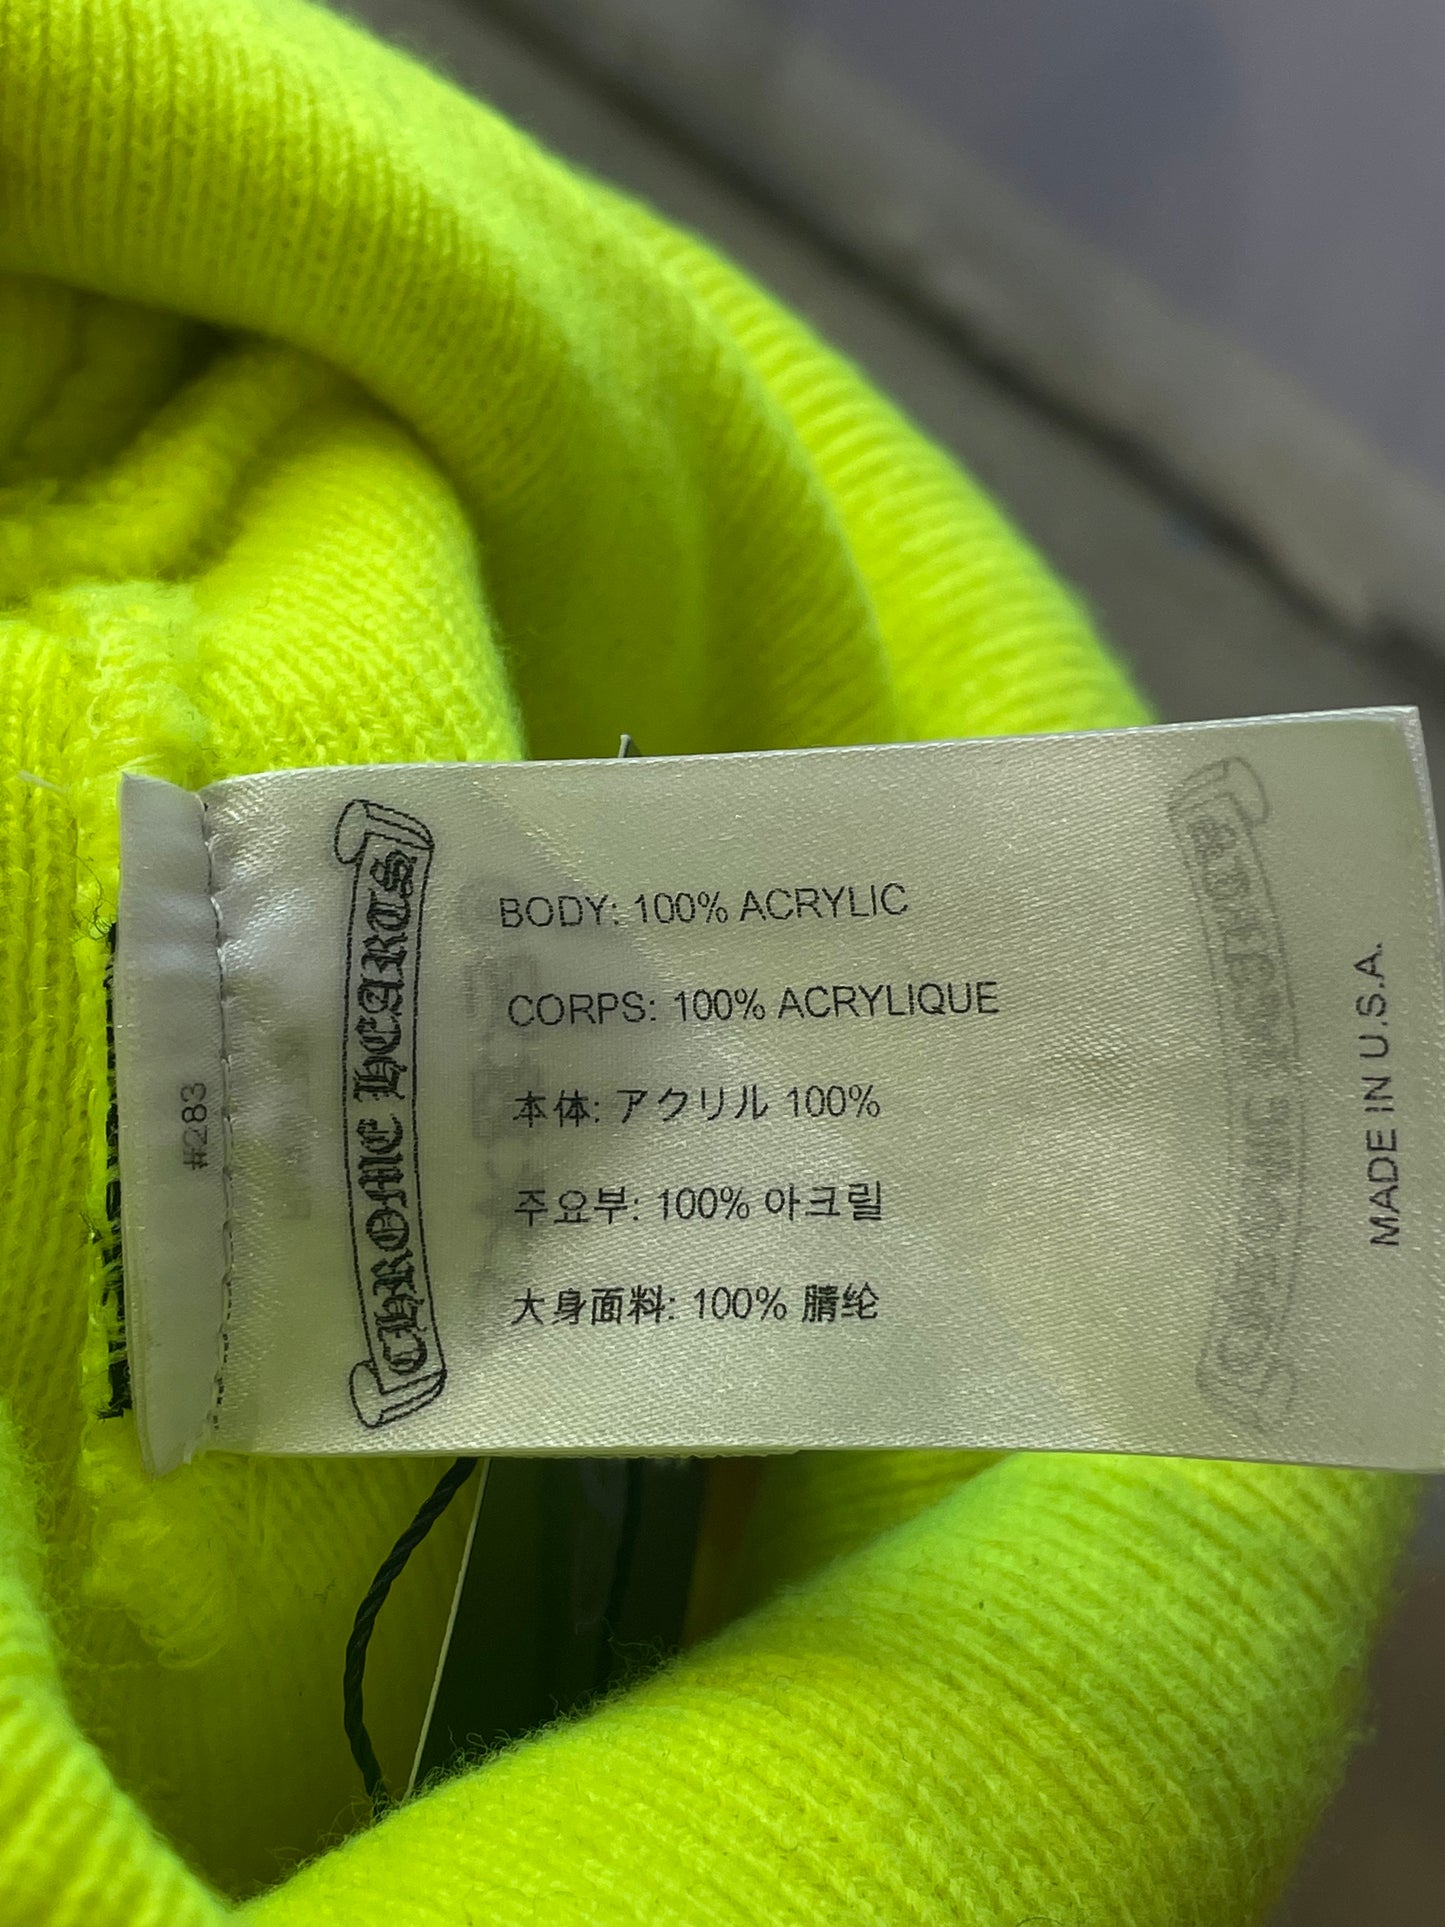 #283
CHROME HEARTS
BODY: 100% ACRYLIC
CORPS: 100% ACRYLIQUE
本体: アクリル 100%
주요부: 100% 아크릴
大身面料: 100% 腈纶
MADE IN U.S.A.